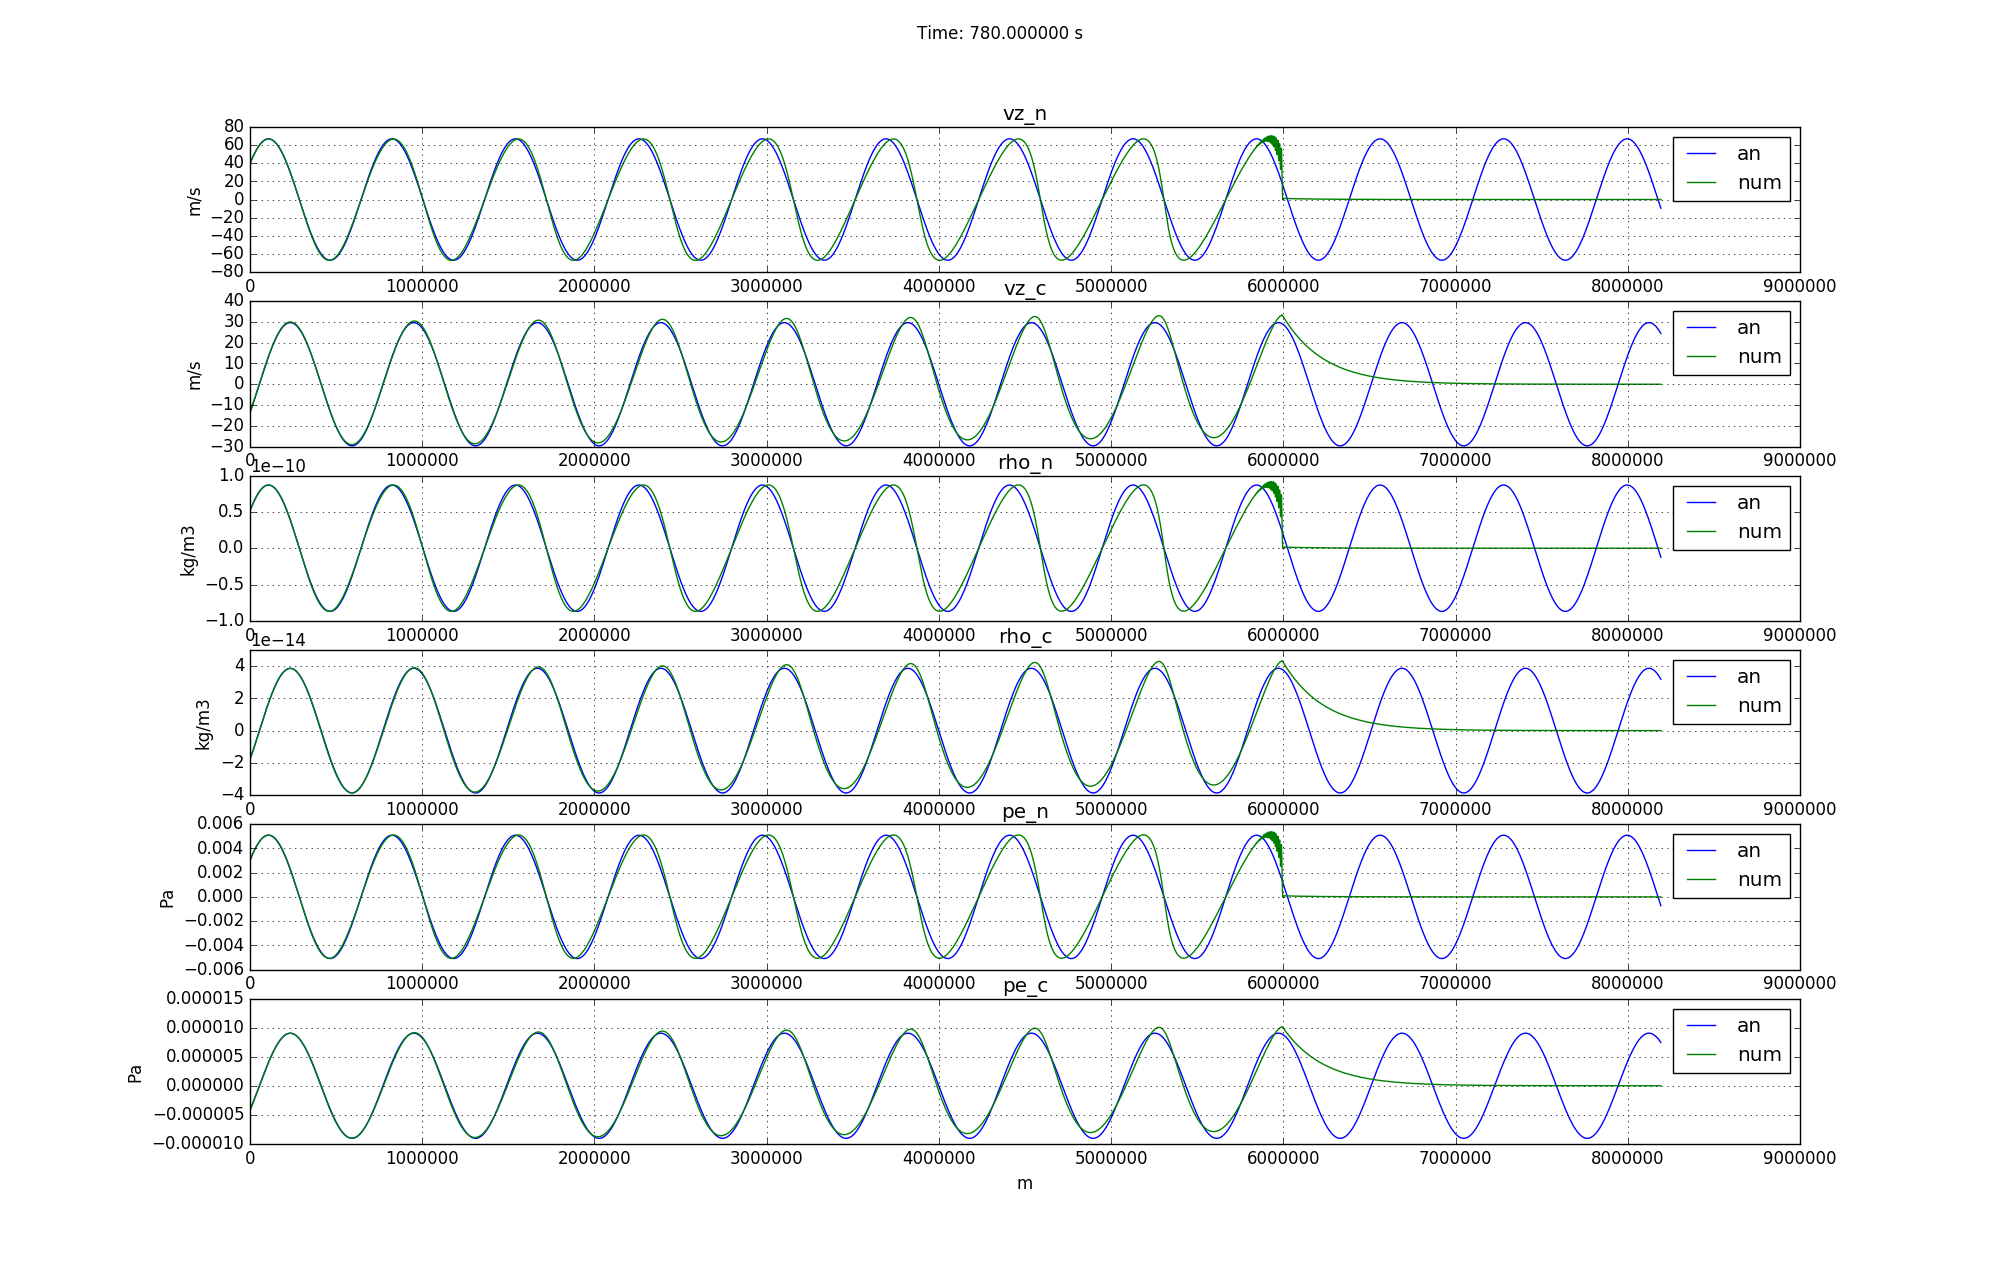 Time: 780.000000 s
vz_n
80
60
40
20
0
−20
−40
−60
−80
m/s
an
num
0 1000000 2000000 3000000 4000000 5000000 6000000 7000000 8000000 9000000
vz_c
40
30
20
10
0
−10
−20
−30
m/s
an
num
0 1000000 2000000 3000000 4000000 5000000 6000000 7000000 8000000 9000000
1e−10
rho_n
1.0
0.5
0.0
−0.5
−1.0
kg/m3
an
num
0 1000000 2000000 3000000 4000000 5000000 6000000 7000000 8000000 9000000
1e−14
rho_c
4
2
0
−2
−4
kg/m3
an
num
0 1000000 2000000 3000000 4000000 5000000 6000000 7000000 8000000 9000000
pe_n
0.006
0.004
0.002
0.000
−0.002
−0.004
−0.006
Pa
an
num
0 1000000 2000000 3000000 4000000 5000000 6000000 7000000 8000000 9000000
pe_c
0.000015
0.000010
0.000005
0.000000
−0.000005
−0.000010
Pa
an
num
0 1000000 2000000 3000000 4000000 5000000 6000000 7000000 8000000 9000000
m